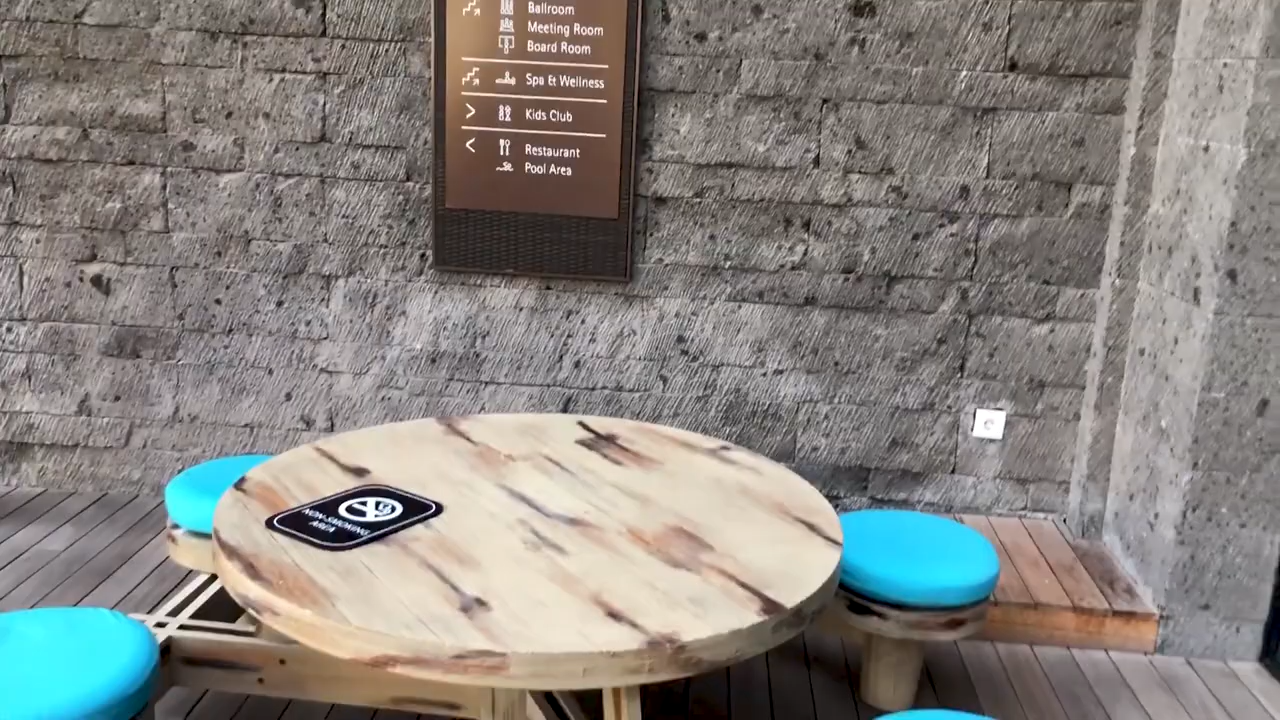 Ballroom
Meeting Room
Board Room
Spa & Wellness
> Kids Club
< Restaurant
Pool Area
NON-SMOKING
AREA